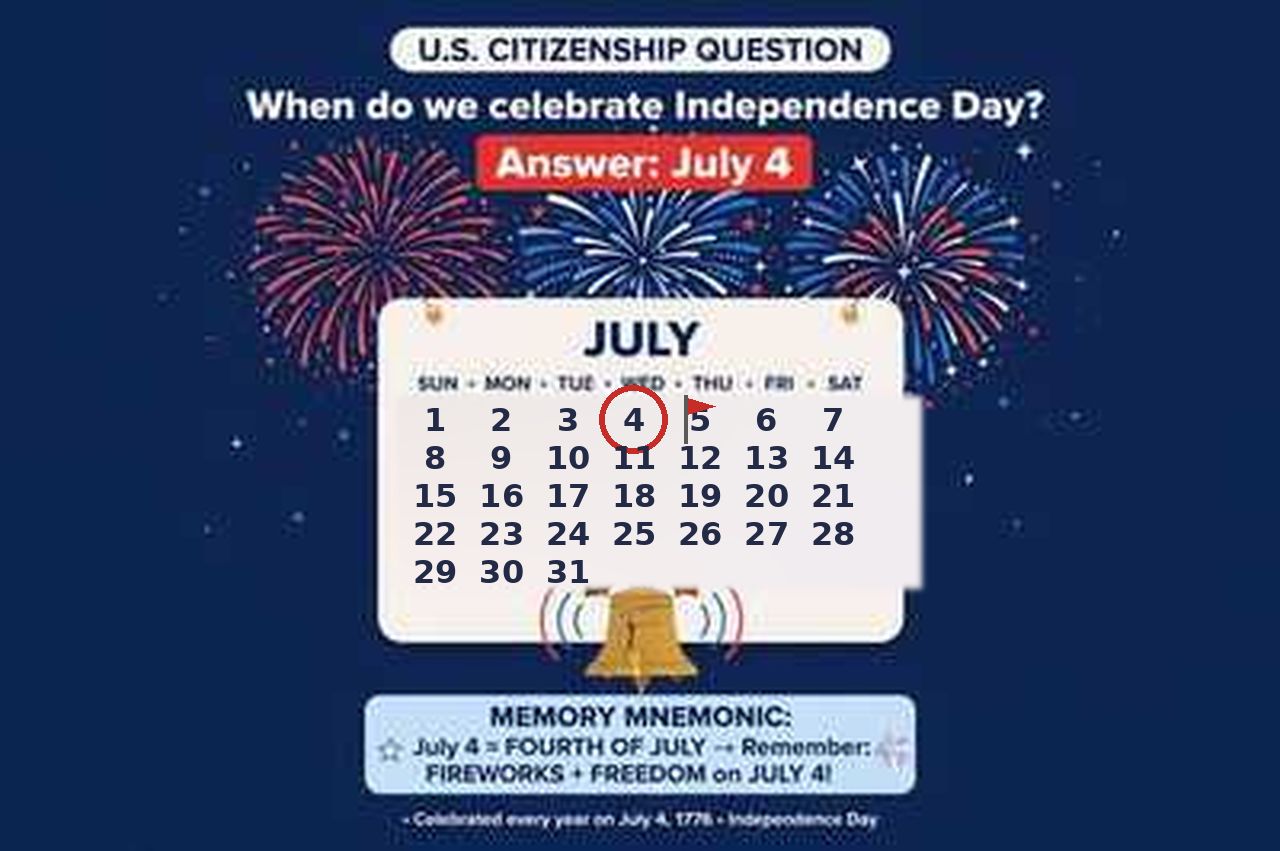 U.S. CITIZENSHIP QUESTION
When do we celebrate Independence Day?
Answer: July 4
JULY
SUN • MON • TUE • WED • THU • FRI • SAT
1 2 3 4 5 6 7
8 9 10 11 12 13 14
15 16 17 18 19 20 21
22 23 24 25 26 27 28
29 30 31
MEMORY MNEMONIC:
☆ July 4 = FOURTH OF JULY → Remember:
FIREWORKS + FREEDOM on JULY 4!
• Celebrated every year on July 4, 1776 • Independence Day